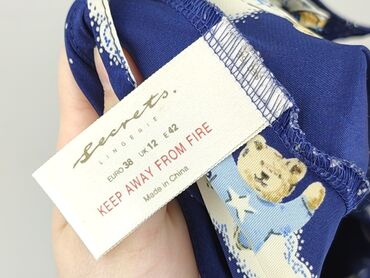 Secrets.
LINGERIE
EURO 38 UK 12 E 42
KEEP AWAY FROM FIRE
Made in China